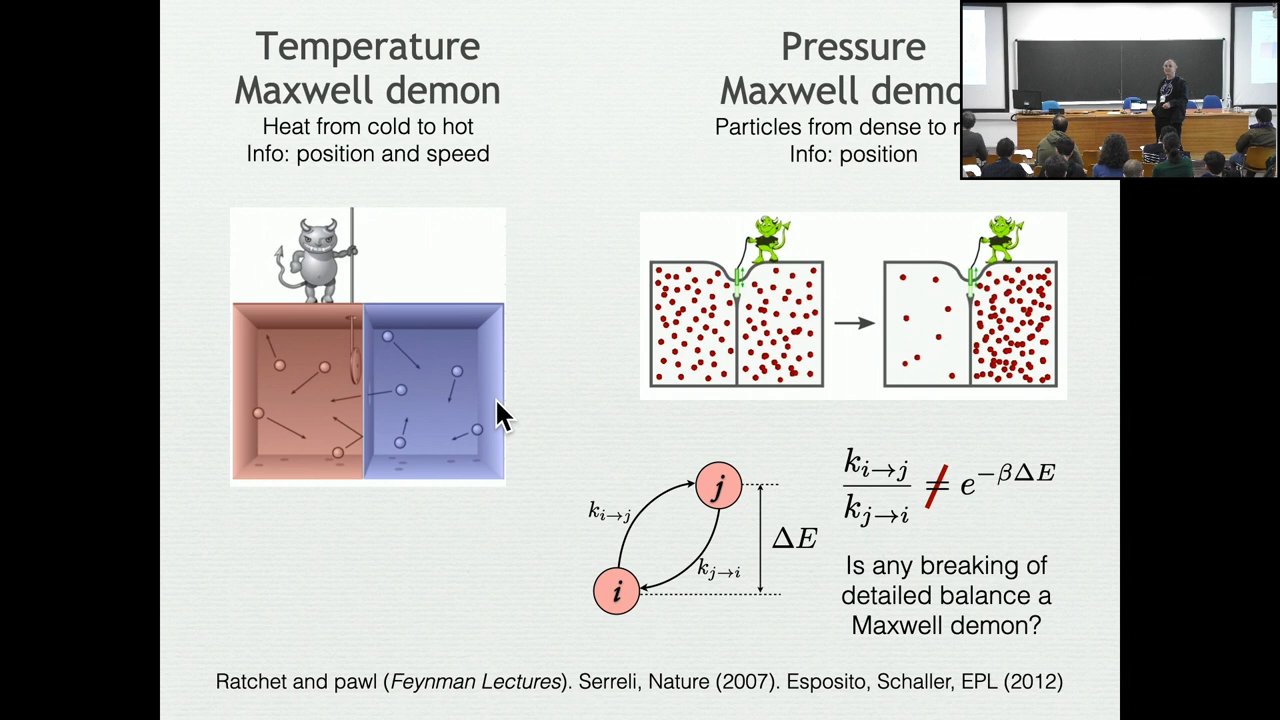 Temperature
Maxwell demon
Heat from cold to hot
Info: position and speed
Pressure
Maxwell demo
Particles from dense to
Info: position
k_{i→j}
j
ΔE
k_{j→i}
i
k_{i→j} / k_{j→i} ≠ e^{−βΔE}
Is any breaking of
detailed balance a
Maxwell demon?
Ratchet and pawl (Feynman Lectures). Serreli, Nature (2007). Esposito, Schaller, EPL (2012)